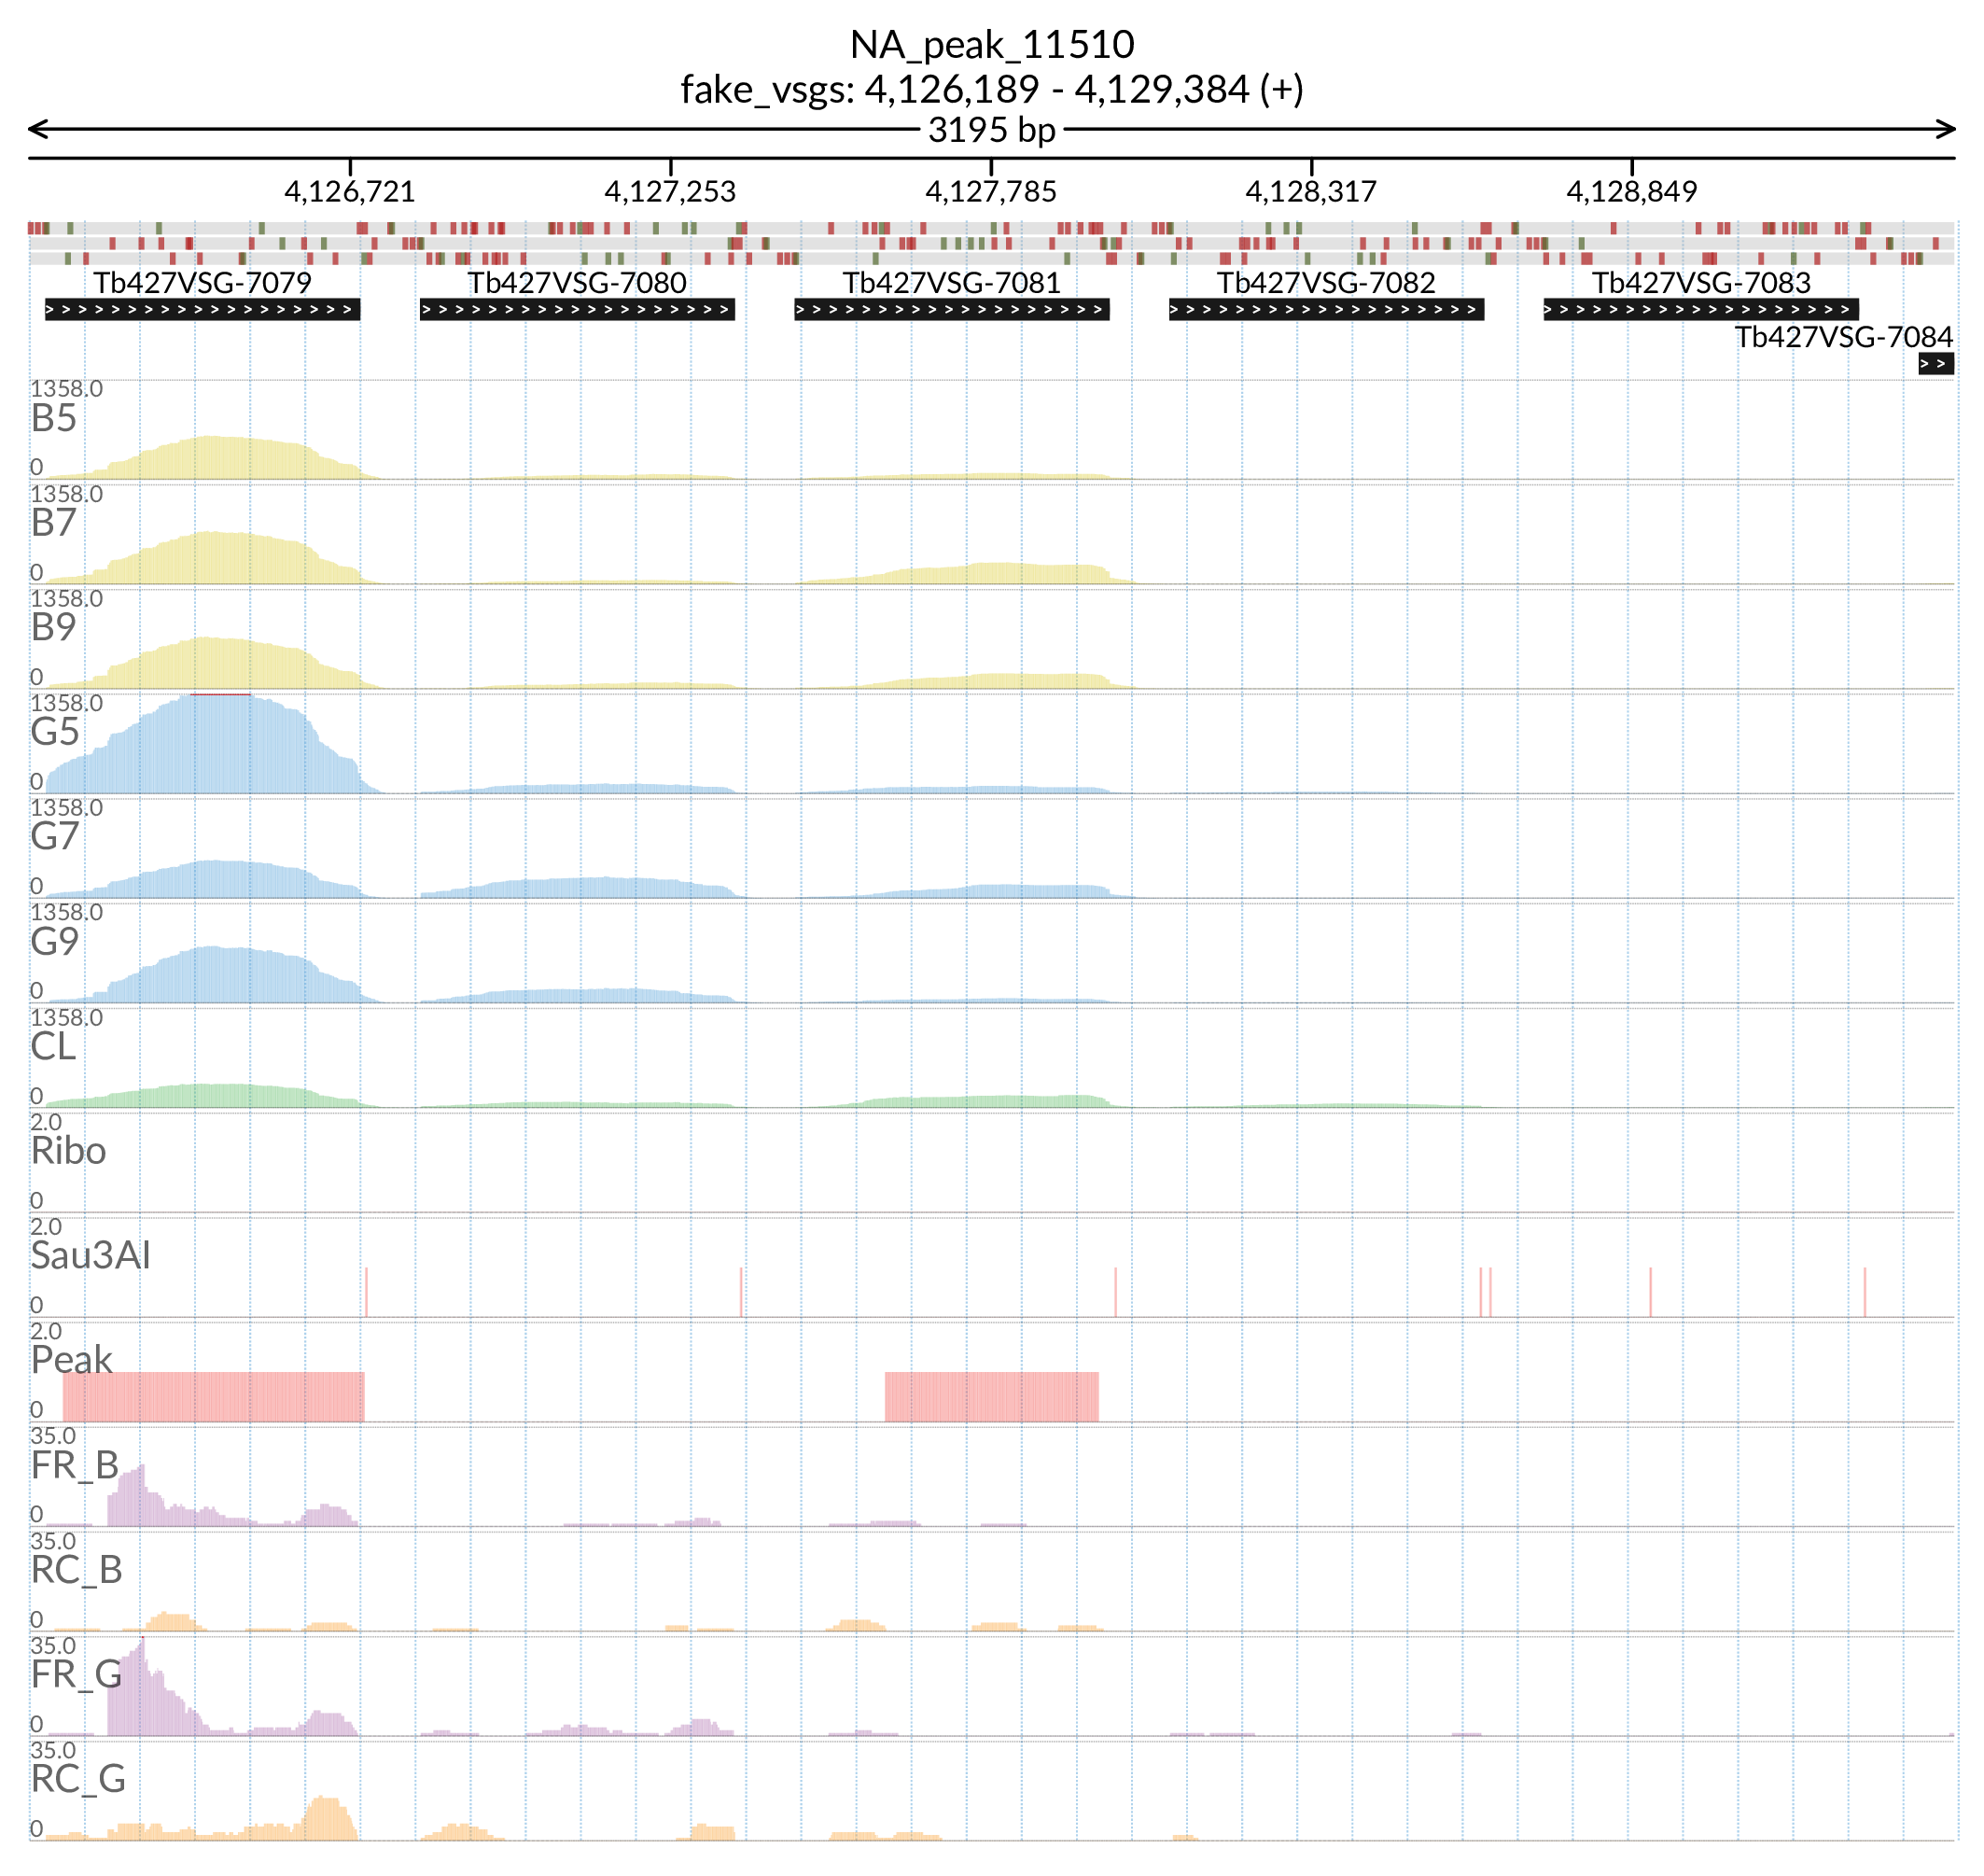 NA_peak_11510
fake_vsgs: 4,126,189 - 4,129,384 (+)
3195 bp
4,126,721 4,127,253 4,127,785 4,128,317 4,128,849
Tb427VSG-7079 Tb427VSG-7080 Tb427VSG-7081 Tb427VSG-7082 Tb427VSG-7083
Tb427VSG-7084
1358.0
B5
0
1358.0
B7
0
1358.0
B9
0
1358.0
G5
0
1358.0
G7
0
1358.0
G9
0
1358.0
CL
0
2.0
Ribo
0
2.0
Sau3AI
0
2.0
Peak
0
35.0
FR_B
0
35.0
RC_B
0
35.0
FR_G
0
35.0
RC_G
0